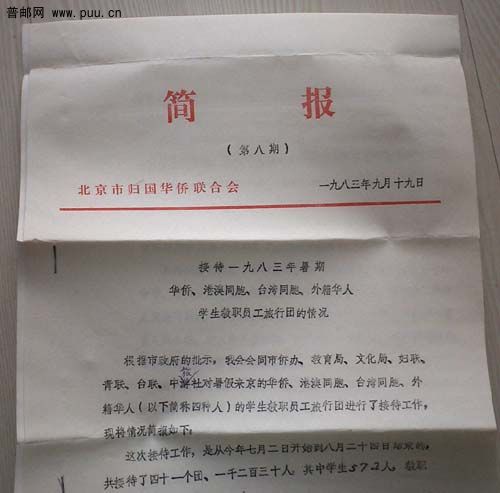 普邮网 www.puu.cn
简 报
(第八期)
北京市归国华侨联合会 一九八三年九月十九日
接待一九八三年暑期
华侨、港澳同胞、台湾同胞、外籍华人
学生教职员工旅行团的情况
根据市政府的批示，我会会同市侨办、教育局、文化局、妇联、
青联、台联、中旅社对暑假来京的华侨、港澳同胞、台湾同胞、外
籍华人（以下简称四种人）的学生教职员工旅行团进行了接待工作，
现将情况简报如下：
这次接待工作，是从今年七月二日开始到八月二十四日结束的，
共接待了四十一个团、一千二百三十人。其中学生572人，教职